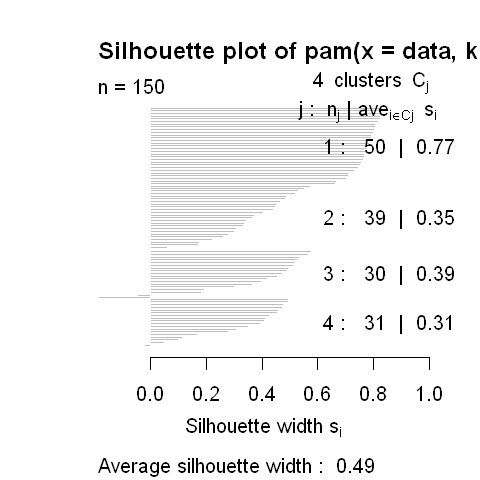 Silhouette plot of pam(x = data, k
n = 150
4 clusters Cj
j : nj | avei∈Cj si
1 : 50 | 0.77
2 : 39 | 0.35
3 : 30 | 0.39
4 : 31 | 0.31
0.0 0.2 0.4 0.6 0.8 1.0
Silhouette width si
Average silhouette width : 0.49